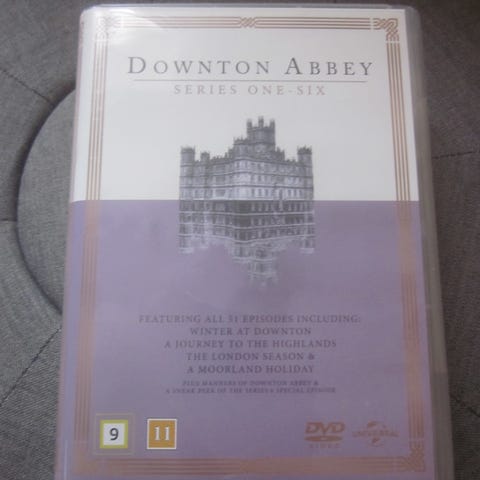 DOWNTON ABBEY
SERIES ONE-SIX
FEATURING ALL 51 EPISODES INCLUDING:
WINTER AT DOWNTON
A JOURNEY TO THE HIGHLANDS
THE LONDON SEASON &
A MOORLAND HOLIDAY
PLUS MANNERS OF DOWNTON ABBEY &
A SNEAK PEEK OF THE SERIES 6 SPECIAL EPISODE
9
11
DVD
VIDEO
UNIVERSAL